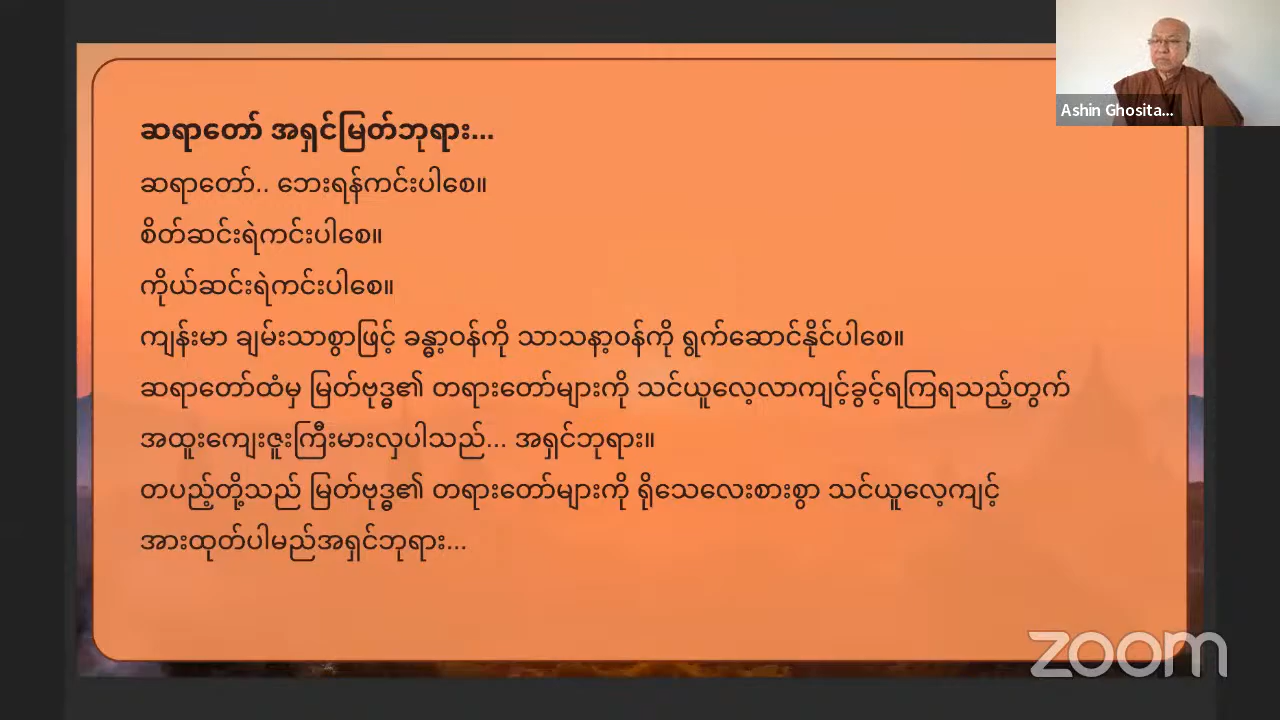 ဆရာတော် အရှင်မြတ်ဘုရား...
ဆရာတော်.. ဘေးရန်ကင်းပါစေ။
စိတ်ဆင်းရဲကင်းပါစေ။
ကိုယ်ဆင်းရဲကင်းပါစေ။
ကျန်းမာ ချမ်းသာစွာဖြင့် ခန္ဓာ့ဝန်ကို သာသနာ့ဝန်ကို ရွက်ဆောင်နိုင်ပါစေ။
ဆရာတော်ထံမှ မြတ်ဗုဒ္ဓ၏ တရားတော်များကို သင်ယူလေ့လာကျင့်ခွင့်ရကြရသည့်တွက်
အထူးကျေးဇူးကြီးမားလှပါသည်... အရှင်ဘုရား။
တပည့်တို့သည် မြတ်ဗုဒ္ဓ၏ တရားတော်များကို ရိုသေလေးစားစွာ သင်ယူလေ့ကျင့်
အားထုတ်ပါမည်အရှင်ဘုရား...
Ashin Ghosita...
zoom